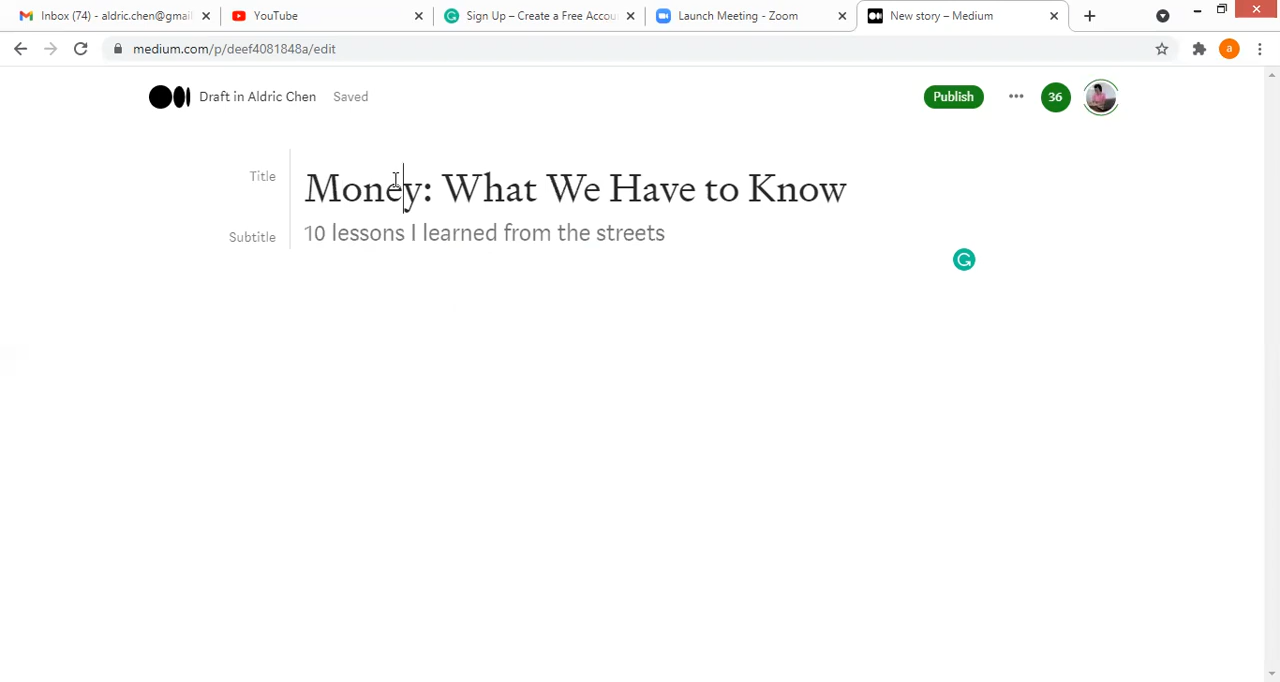 Inbox (74) - aldric.chen@gmai
YouTube
Sign Up – Create a Free Accou
Launch Meeting - Zoom
New story – Medium
medium.com/p/deef4081848a/edit
a
Draft in Aldric Chen Saved
Publish
36
Title
Money: What We Have to Know
Subtitle
10 lessons I learned from the streets